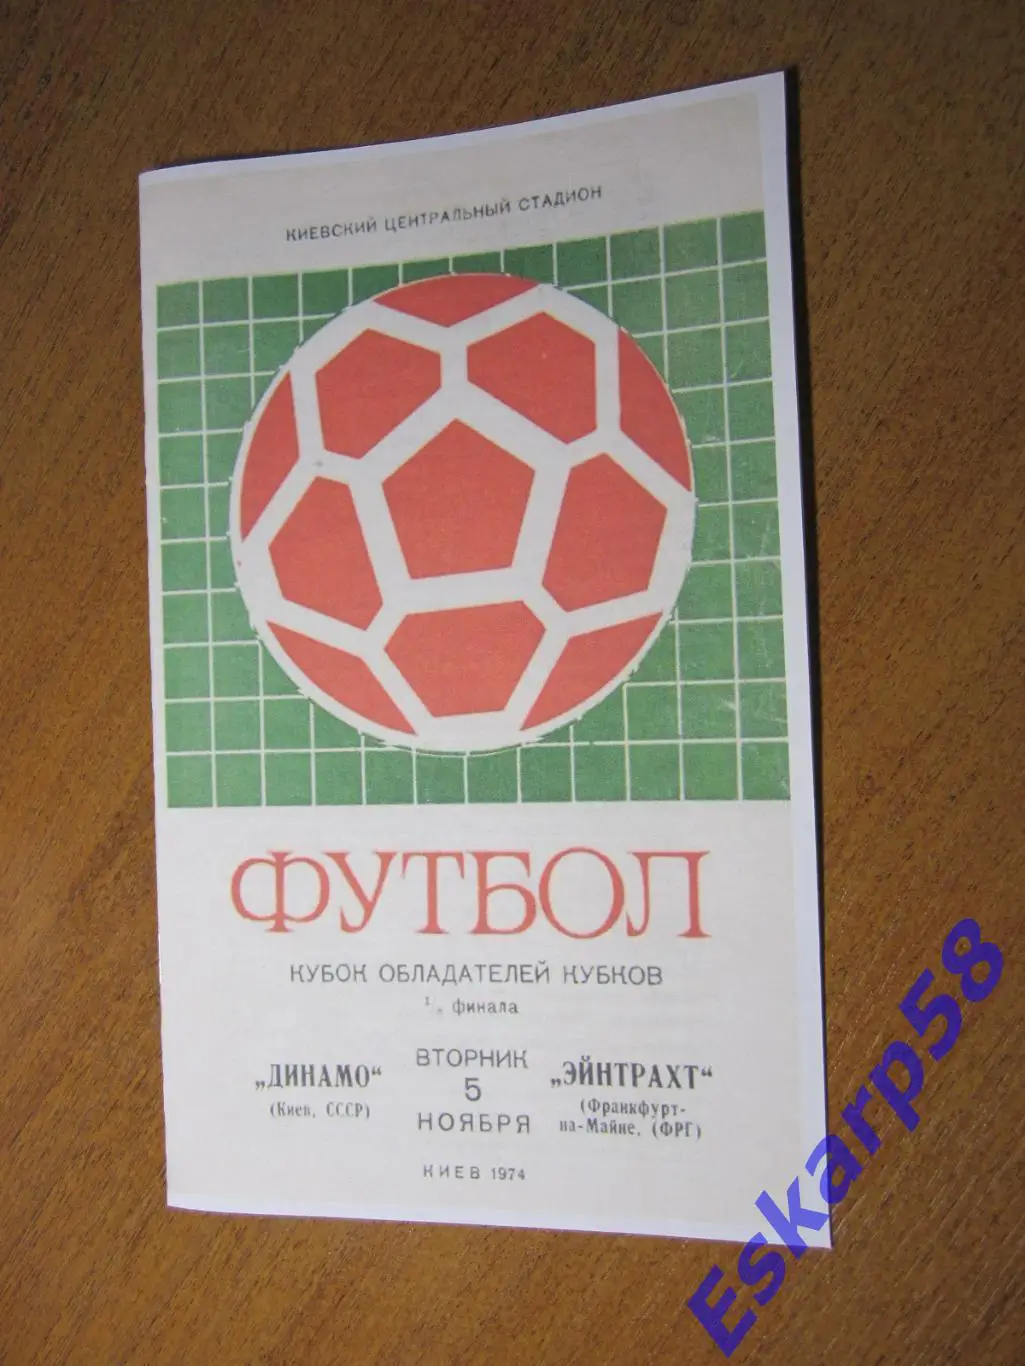 КИЕВСКИЙ ЦЕНТРАЛЬНЫЙ СТАДИОН
ФУТБОЛ
КУБОК ОБЛАДАТЕЛЕЙ КУБКОВ
финала
„ДИНАМО“
(Киев, СССР)
ВТОРНИК
5
НОЯБРЯ
„ЭЙНТРАХТ“
(Франкфурт-
на-Майне, (ФРГ)
КИЕВ 1974
Eskarp58